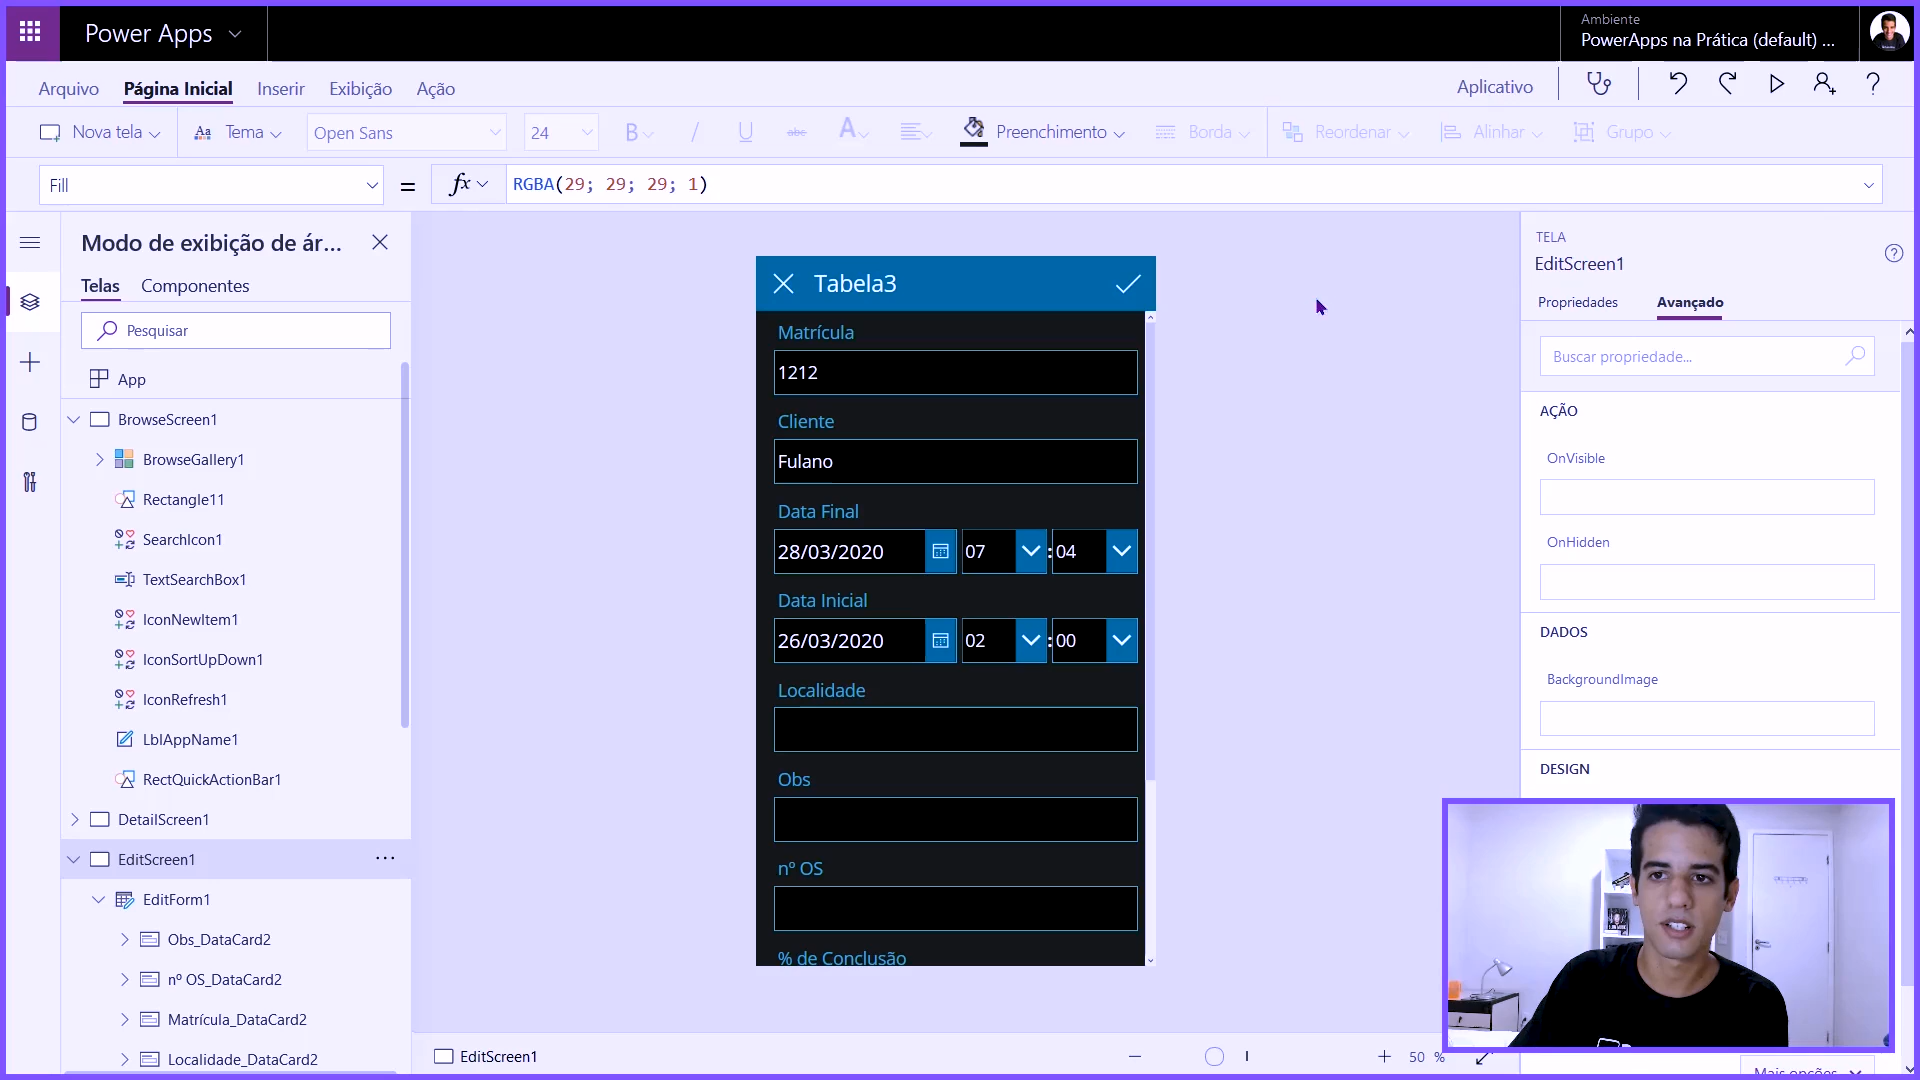 Power Apps
Ambiente
PowerApps na Prática (default) ...
Arquivo Página Inicial Inserir Exibição Ação
Aplicativo
Nova tela Aa Tema Open Sans 24 B / U abc A Preenchimento Borda Reordenar Alinhar Grupo
Fill = fx RGBA(29; 29; 29; 1)
Modo de exibição de ár...
Telas Componentes
Pesquisar
App
BrowseScreen1
BrowseGallery1
Rectangle11
SearchIcon1
TextSearchBox1
IconNewItem1
IconSortUpDown1
IconRefresh1
LblAppName1
RectQuickActionBar1
DetailScreen1
EditScreen1 ...
EditForm1
Obs_DataCard2
nº OS_DataCard2
Matrícula_DataCard2
Localidade_DataCard2
Tabela3
Matrícula
1212
Cliente
Fulano
Data Final
28/03/2020 07 : 04
Data Inicial
26/03/2020 02 : 00
Localidade
Obs
nº OS
% de Conclusão
EditScreen1
50 %
TELA
EditScreen1
Propriedades Avançado
Buscar propriedade...
AÇÃO
OnVisible
OnHidden
DADOS
BackgroundImage
DESIGN
Mais opções